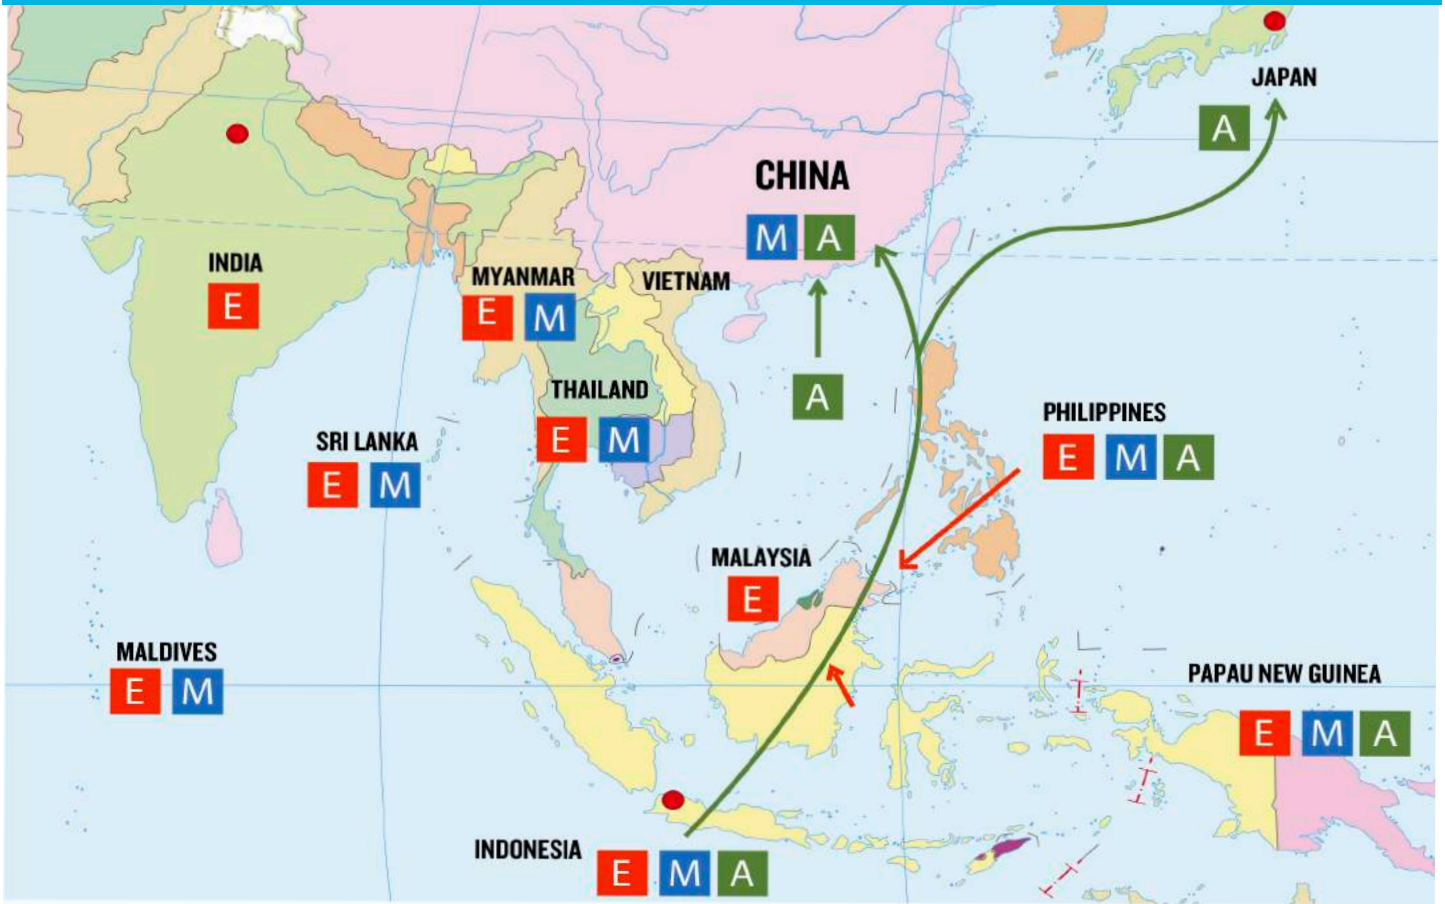 JAPAN
A
CHINA
M A
INDIA
E
MYANMAR
E M
VIETNAM
THAILAND
E M
A
SRI LANKA
E M
PHILIPPINES
E M A
MALAYSIA
E
MALDIVES
E M
PAPAU NEW GUINEA
E M A
INDONESIA
E M A